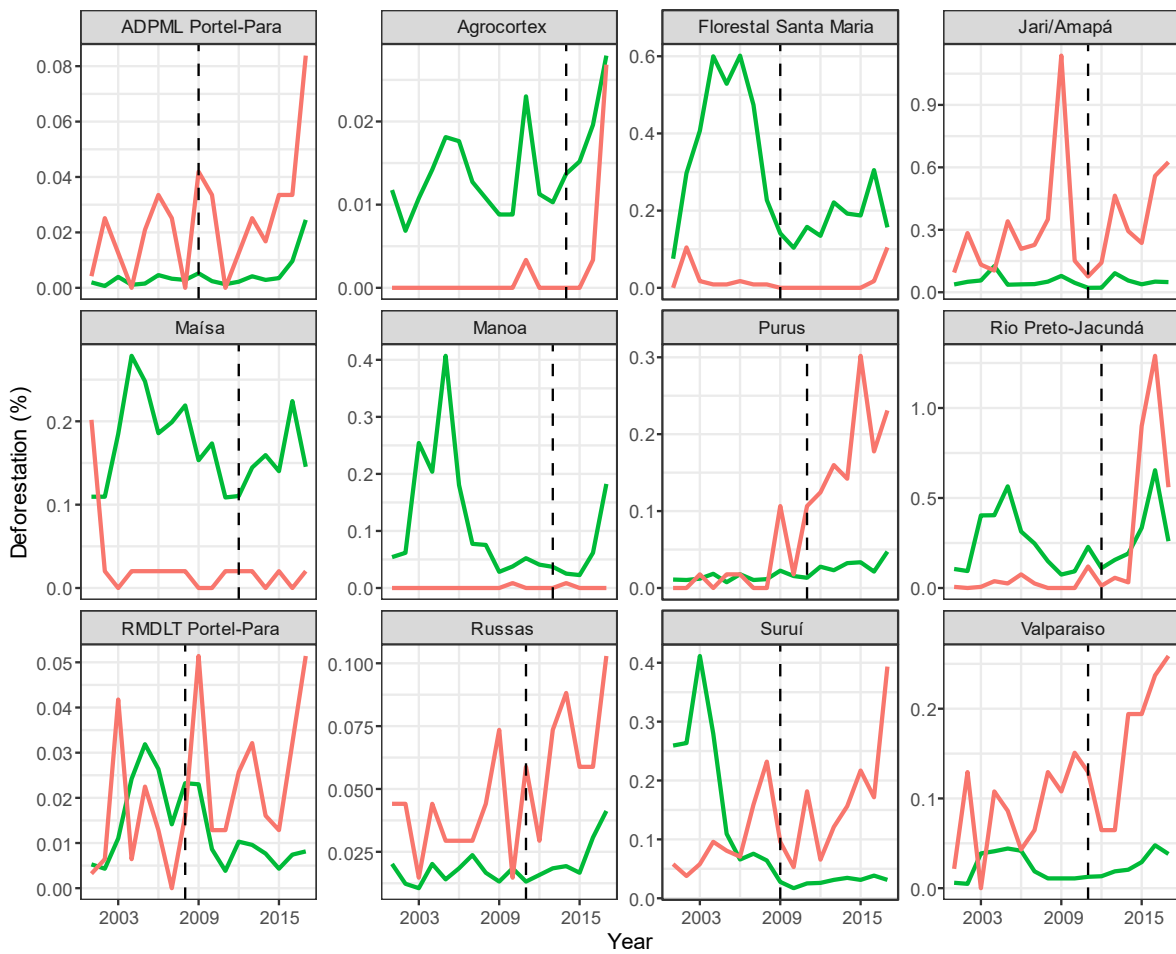 ADPML Portel-Para
Agrocortex
Florestal Santa Maria
Jari/Amapá
0.08
0.06
0.04
0.02
0.00
0.02
0.01
0.00
0.6
0.4
0.2
0.0
0.9
0.6
0.3
0.0
Maísa
Manoa
Purus
Rio Preto-Jacundá
Deforestation (%)
0.2
0.1
0.0
0.4
0.3
0.2
0.1
0.0
0.3
0.2
0.1
0.0
1.0
0.5
0.0
RMDLT Portel-Para
Russas
Suruí
Valparaiso
0.05
0.04
0.03
0.02
0.01
0.00
0.100
0.075
0.050
0.025
0.4
0.3
0.2
0.1
0.0
0.2
0.1
0.0
2003 2009 2015
2003 2009 2015
2003 2009 2015
2003 2009 2015
Year